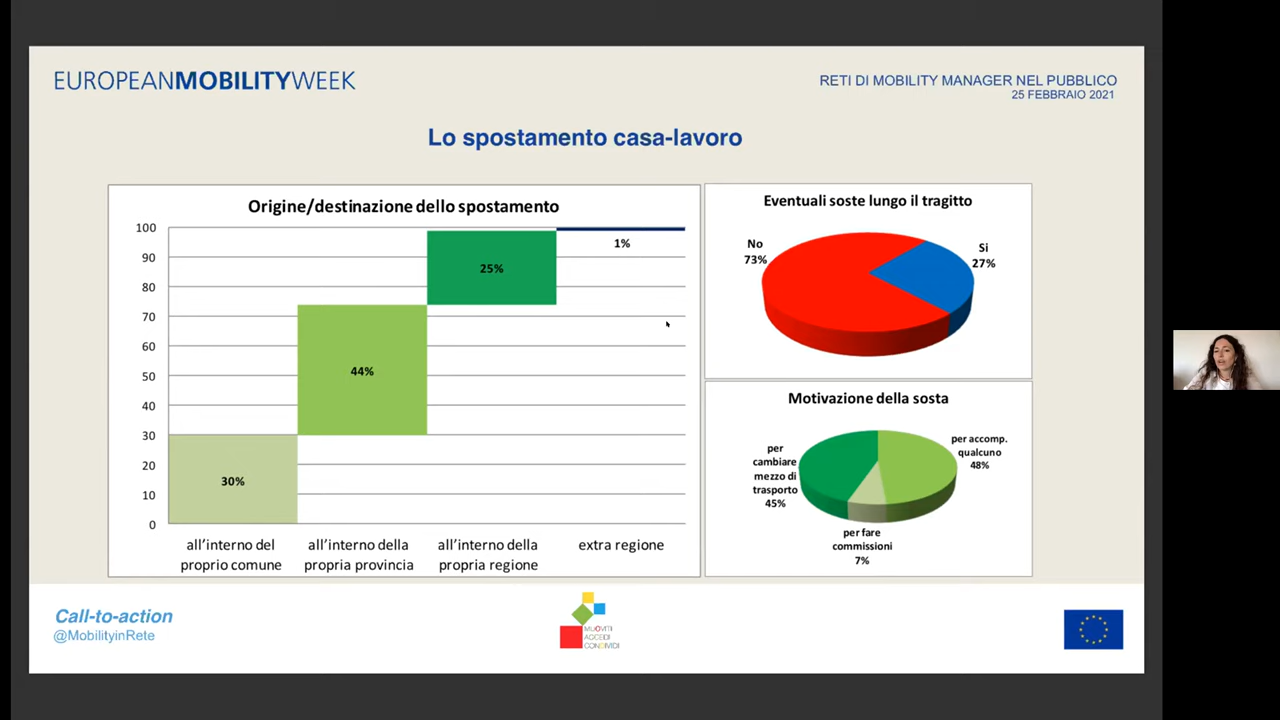 EUROPEANMOBILITYWEEK
RETI DI MOBILITY MANAGER NEL PUBBLICO
25 FEBBRAIO 2021
Lo spostamento casa-lavoro
Origine/destinazione dello spostamento
100
90
80
70
60
50
40
30
20
10
0
30%
44%
25%
1%
all’interno del
proprio comune
all’interno della
propria provincia
all’interno della
propria regione
extra regione
Eventuali soste lungo il tragitto
No
73%
Si
27%
Motivazione della sosta
per
cambiare
mezzo di
trasporto
45%
per accomp.
qualcuno
48%
per fare
commissioni
7%
Call-to-action
@MobilityinRete
MUOVITI
ACCEDI
CONDIVIDI